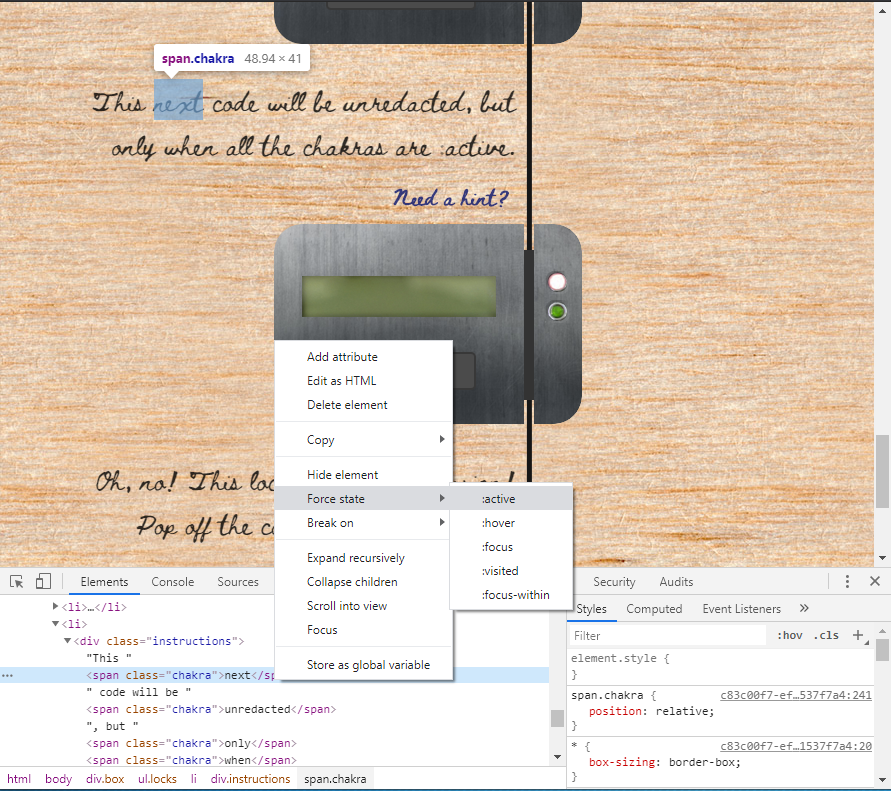 span.chakra 48.94 × 41
This next code will be unredacted, but
only when all the chakras are :active.
Need a hint?
Add attribute
Edit as HTML
Delete element
Copy
Hide element
Oh, no! This loc
Force state
:active
Pop off the c
Break on
:hover
:focus
Expand recursively
:visited
Collapse children
:focus-within
Scroll into view
Focus
Store as global variable
Elements Console Sources Security Audits
<li>…</li>
<li>
<div class="instructions">
"This "
<span class="chakra">next</sp
" code will be "
<span class="chakra">unredacted</span>
", but "
<span class="chakra">only</span>
<span class="chakra">when</span>
html body div.box ul.locks li div.instructions span.chakra
Styles Computed Event Listeners »
Filter :hov .cls +
element.style {
}
span.chakra { c83c00f7-ef…537f7a4:241
position: relative;
}
* { c83c00f7-ef…1537f7a4:20
box-sizing: border-box;
}